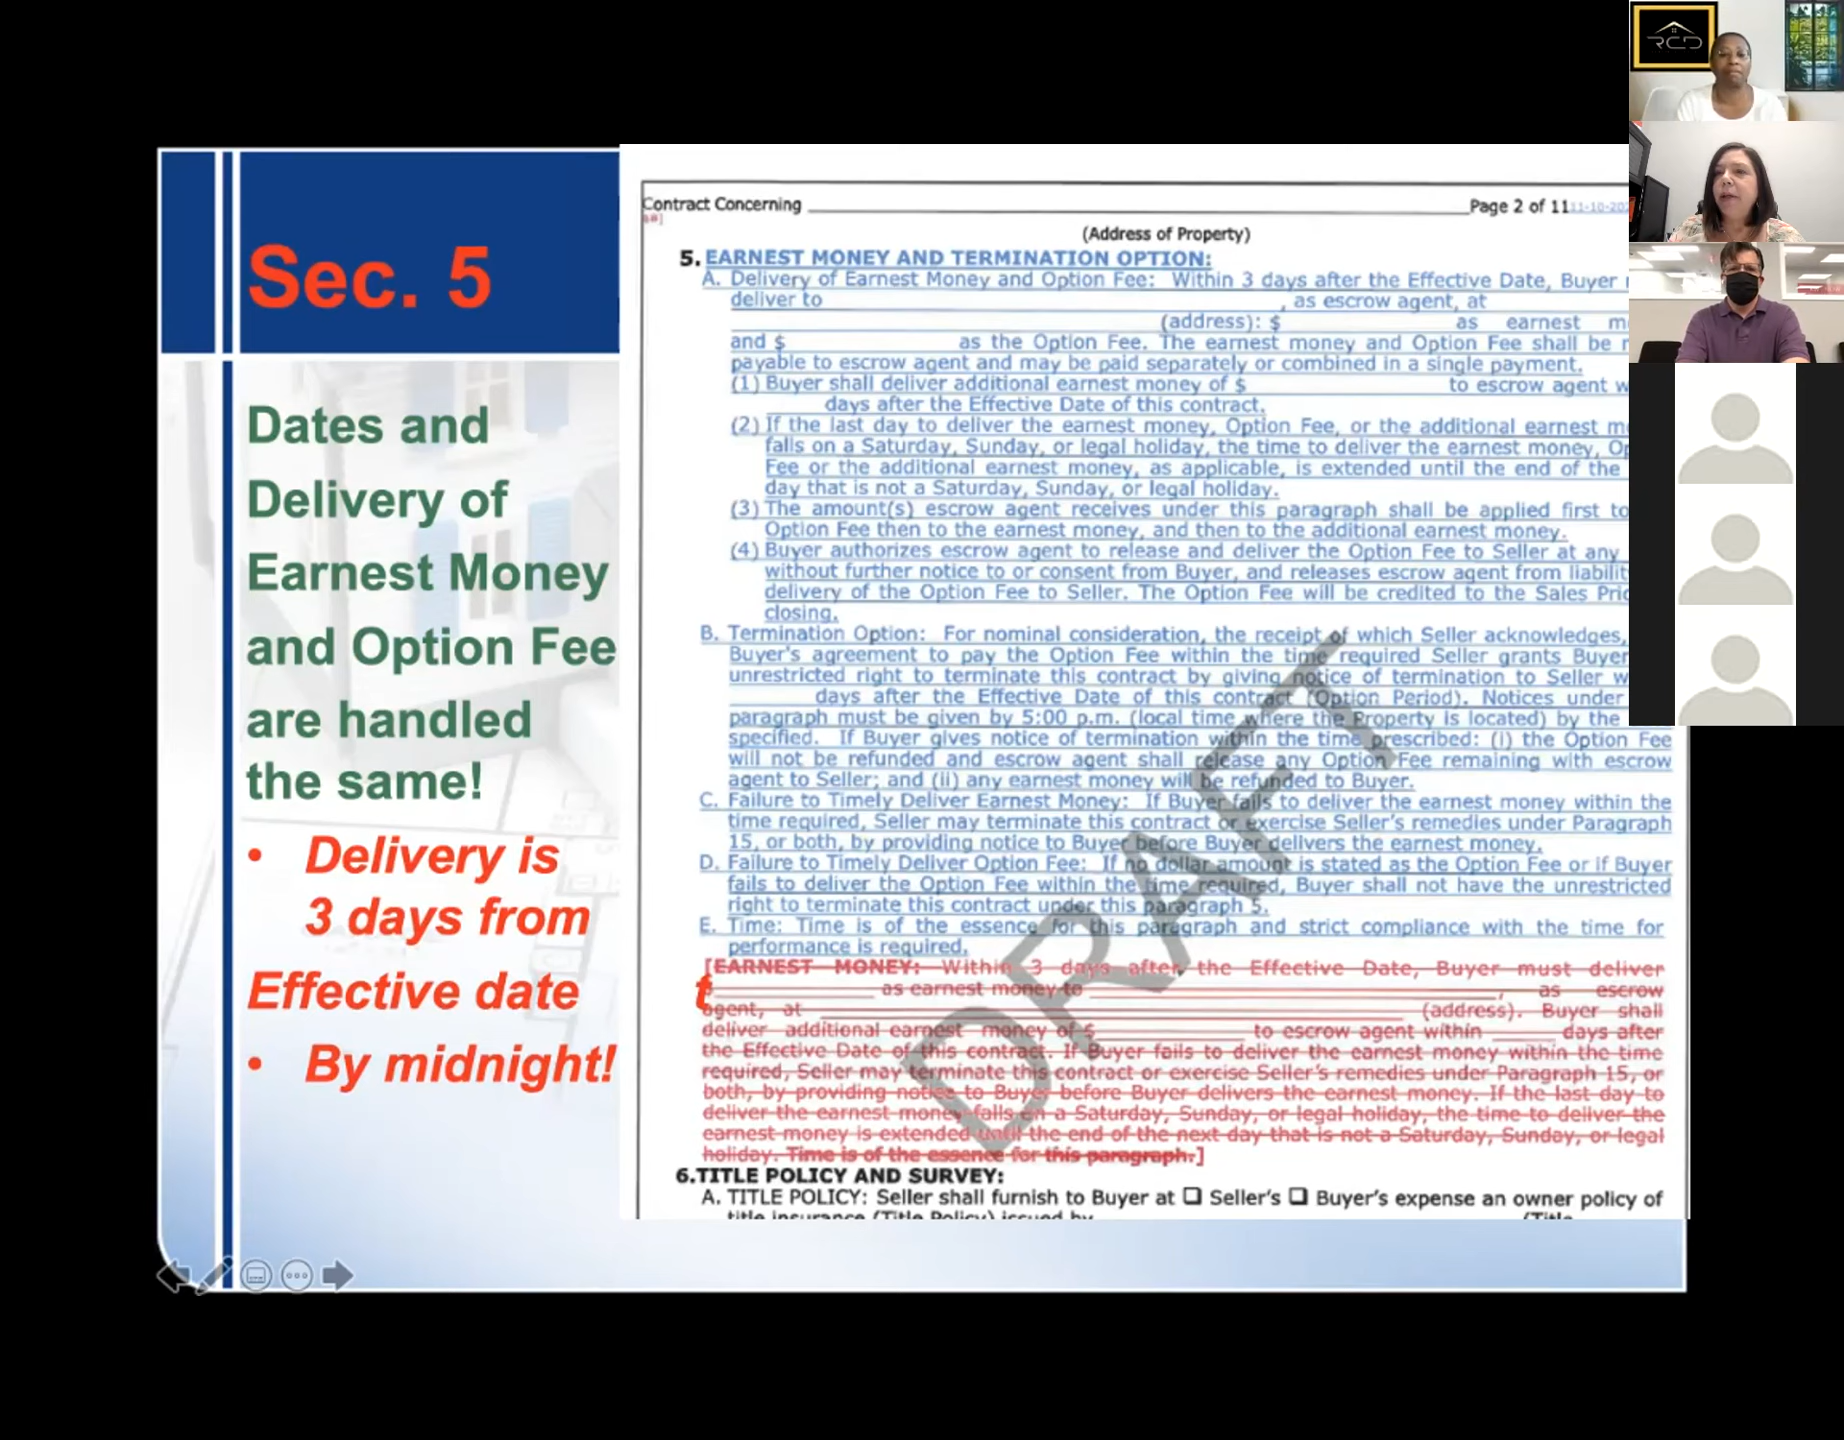 RCD
Sec. 5
Dates and
Delivery of
Earnest Money
and Option Fee
are handled
the same!
• Delivery is
3 days from
Effective date
• By midnight!
t
Contract Concerning Page 2 of 11 11-10-20
(Address of Property)
5. EARNEST MONEY AND TERMINATION OPTION:
A. Delivery of Earnest Money and Option Fee: Within 3 days after the Effective Date, Buyer
deliver to , as escrow agent, at
(address): $ as earnest m
and $ as the Option Fee. The earnest money and Option Fee shall be
payable to escrow agent and may be paid separately or combined in a single payment.
(1) Buyer shall deliver additional earnest money of $ to escrow agent w
days after the Effective Date of this contract.
(2) If the last day to deliver the earnest money, Option Fee, or the additional earnest m
falls on a Saturday, Sunday, or legal holiday, the time to deliver the earnest money, Op
Fee or the additional earnest money, as applicable, is extended until the end of the
day that is not a Saturday, Sunday, or legal holiday.
(3) The amount(s) escrow agent receives under this paragraph shall be applied first to
Option Fee then to the earnest money, and then to the additional earnest money.
(4) Buyer authorizes escrow agent to release and deliver the Option Fee to Seller at any
without further notice to or consent from Buyer, and releases escrow agent from liabilit
delivery of the Option Fee to Seller. The Option Fee will be credited to the Sales Pric
closing.
B. Termination Option: For nominal consideration, the receipt of which Seller acknowledges,
Buyer's agreement to pay the Option Fee within the time required Seller grants Buyer
unrestricted right to terminate this contract by giving notice of termination to Seller w
days after the Effective Date of this contract (Option Period). Notices under
paragraph must be given by 5:00 p.m. (local time where the Property is located) by the
specified. If Buyer gives notice of termination within the time prescribed: (i) the Option Fee
will not be refunded and escrow agent shall release any Option Fee remaining with escrow
agent to Seller; and (ii) any earnest money will be refunded to Buyer.
C. Failure to Timely Deliver Earnest Money: If Buyer fails to deliver the earnest money within the
time required, Seller may terminate this contract or exercise Seller's remedies under Paragraph
15, or both, by providing notice to Buyer before Buyer delivers the earnest money.
D. Failure to Timely Deliver Option Fee: If no dollar amount is stated as the Option Fee or if Buyer
fails to deliver the Option Fee within the time required, Buyer shall not have the unrestricted
right to terminate this contract under this paragraph 5.
E. Time: Time is of the essence for this paragraph and strict compliance with the time for
performance is required.
[EARNEST MONEY: Within 3 days after the Effective Date, Buyer must deliver
as earnest money to , as escrow
agent, at (address). Buyer shall
deliver additional earnest money of $ to escrow agent within days after
the Effective Date of this contract. If Buyer fails to deliver the earnest money within the time
required, Seller may terminate this contract or exercise Seller's remedies under Paragraph 15, or
both, by providing notice to Buyer before Buyer delivers the earnest money. If the last day to
deliver the earnest money falls on a Saturday, Sunday, or legal holiday, the time to deliver the
earnest money is extended until the end of the next day that is not a Saturday, Sunday, or legal
holiday. Time is of the essence for this paragraph.]
DRAFT
6.TITLE POLICY AND SURVEY:
A. TITLE POLICY: Seller shall furnish to Buyer at ❑ Seller's ❑ Buyer's expense an owner policy of
title insurance (Title Policy) issued by (Title